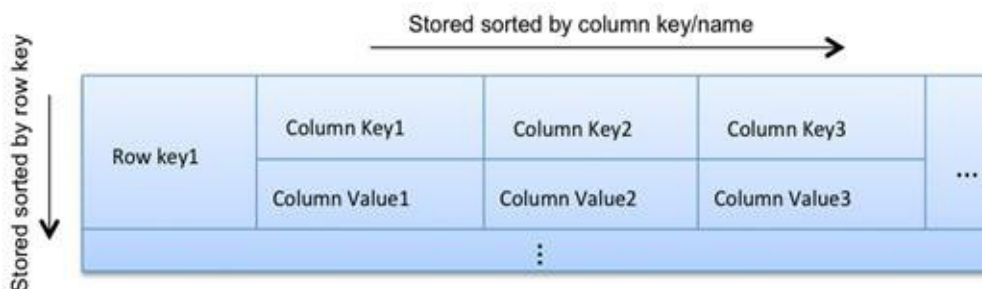 Stored sorted by column key/name
Stored sorted by row key
Row key1
Column Key1
Column Key2
Column Key3
...
Column Value1
Column Value2
Column Value3
⋮